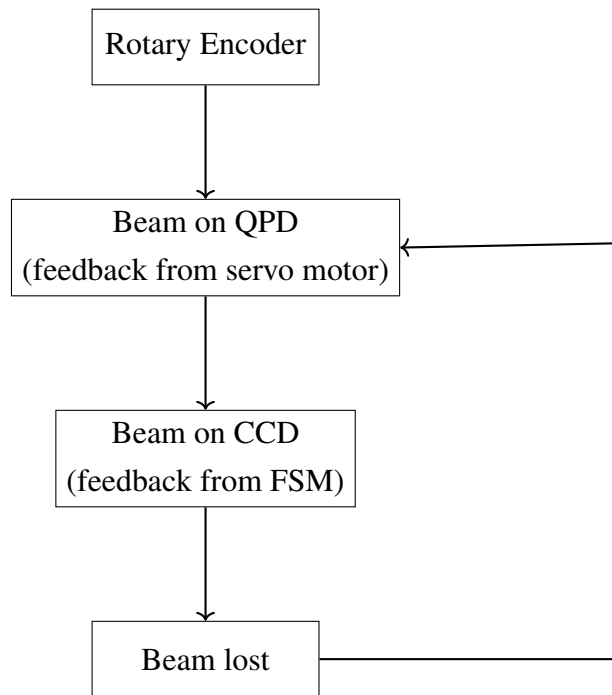 Rotary Encoder
Beam on QPD
(feedback from servo motor)
Beam on CCD
(feedback from FSM)
Beam lost